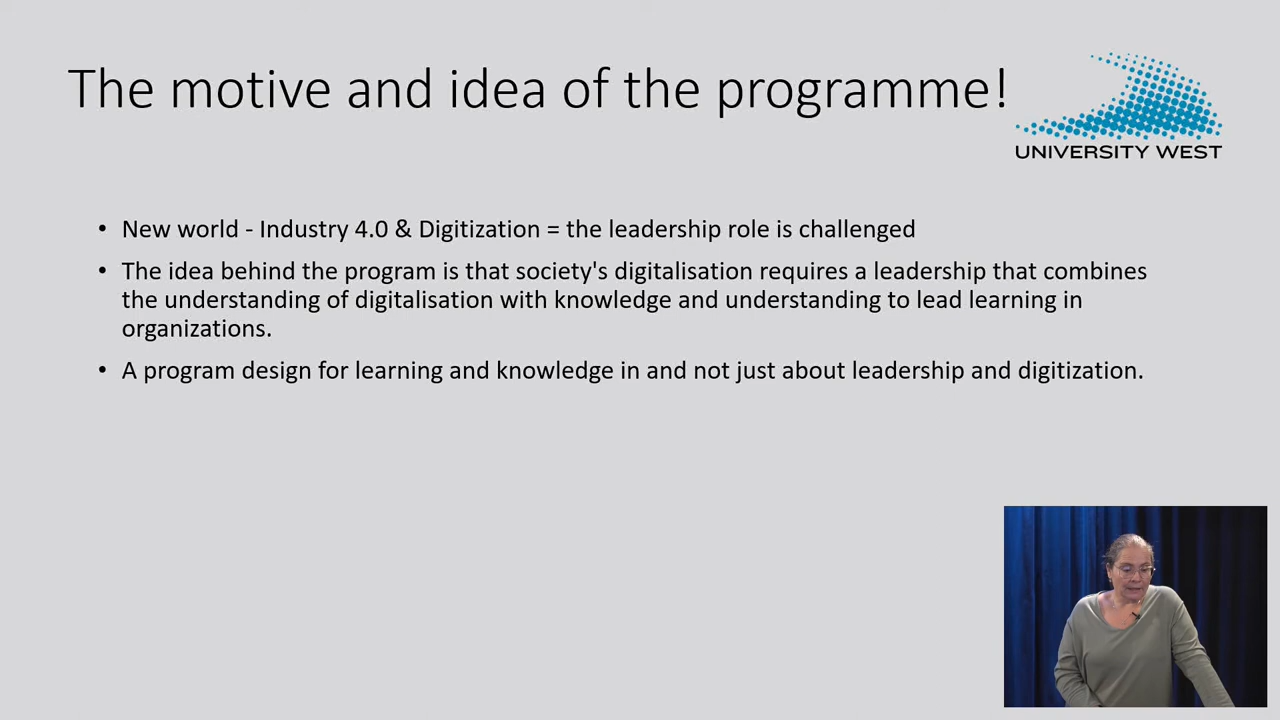 The motive and idea of the programme!
UNIVERSITY WEST
• New world - Industry 4.0 & Digitization = the leadership role is challenged
• The idea behind the program is that society's digitalisation requires a leadership that combines
the understanding of digitalisation with knowledge and understanding to lead learning in
organizations.
• A program design for learning and knowledge in and not just about leadership and digitization.